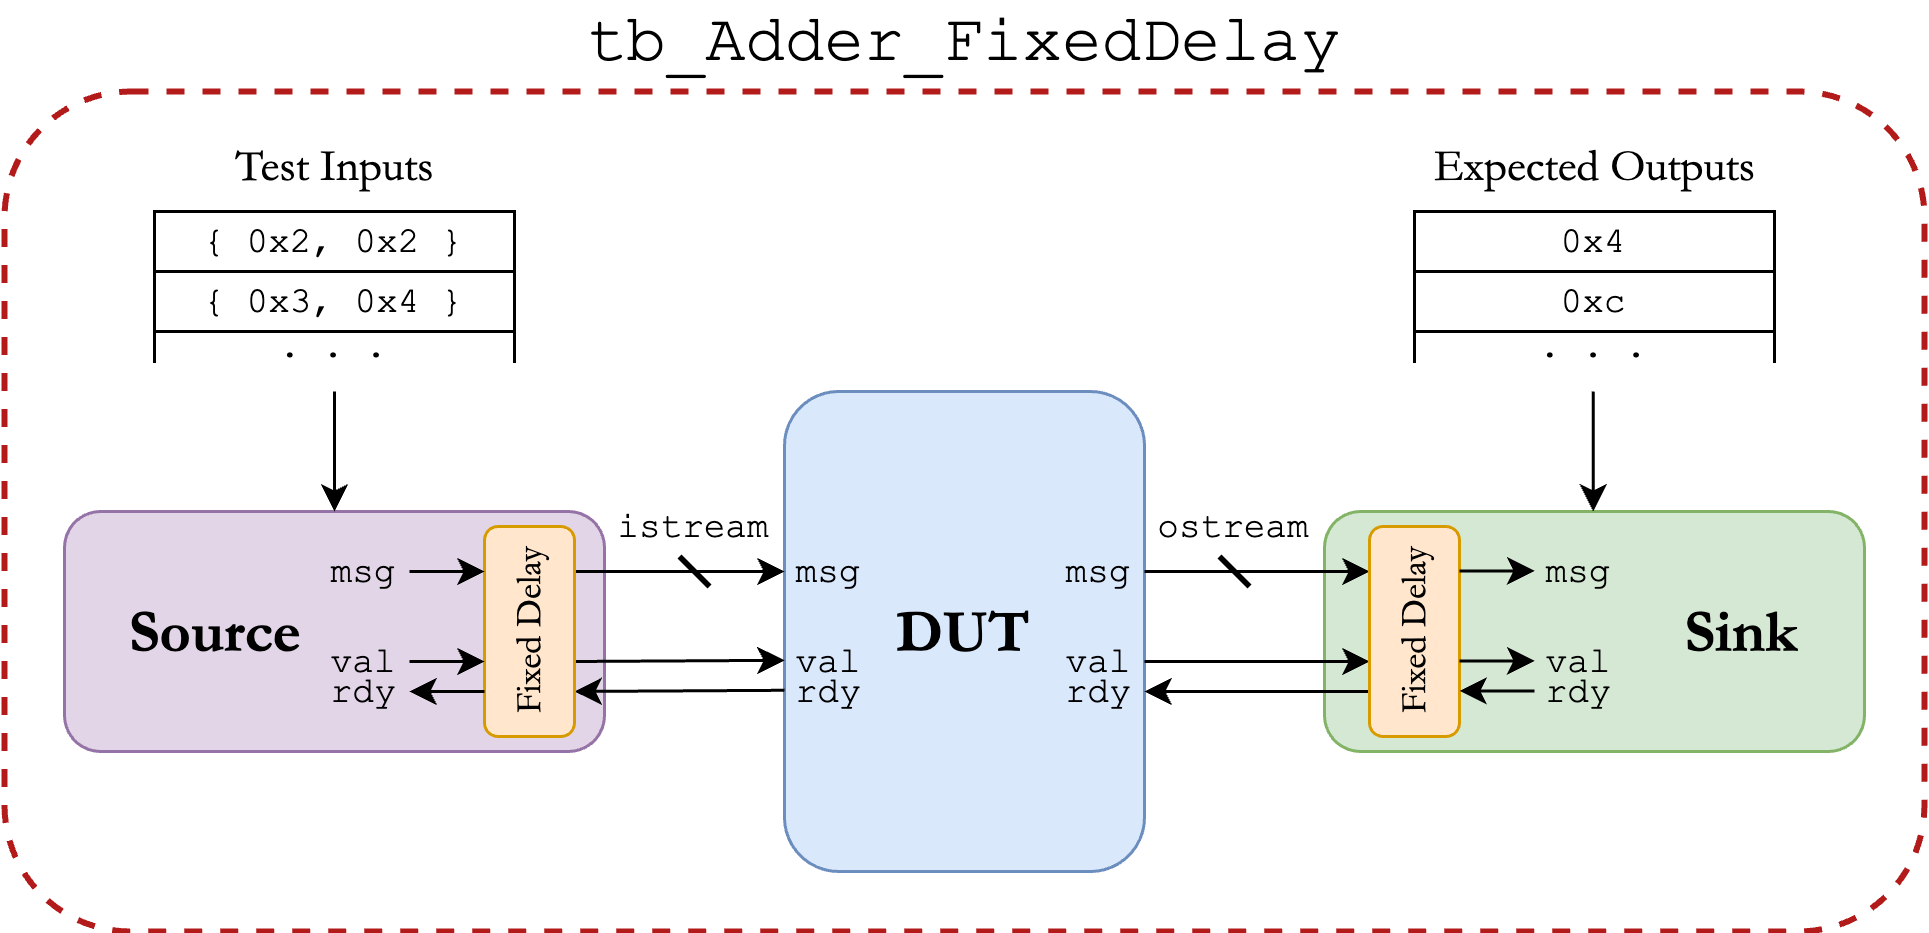 tb_Adder_FixedDelay
Test Inputs
{ 0x2, 0x2 }
{ 0x3, 0x4 }
. . .
Expected Outputs
0x4
0xc
. . .
Source
msg
val
rdy
Fixed Delay
istream
msg
val
rdy
DUT
msg
val
rdy
ostream
Fixed Delay
msg
val
rdy
Sink